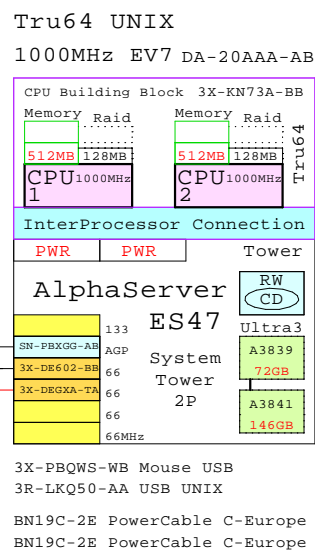 Tru64 UNIX
1000MHz EV7 DA-20AAA-AB
CPU Building Block 3X-KN73A-BB
Memory Raid Memory Raid
512MB 128MB 512MB 128MB
CPU 1000MHz CPU 1000MHz
1 2
Tru64
InterProcessor Connection
PWR PWR Tower
AlphaServer RW
CD
ES47 Ultra3
133
SN-PBXGG-AB AGP
3X-DE602-BB 66
3X-DEGXA-TA 66
66
66MHz
System
Tower
2P
A3839
72GB
A3841
146GB
3X-PBQWS-WB Mouse USB
3R-LKQ50-AA USB UNIX
BN19C-2E PowerCable C-Europe
BN19C-2E PowerCable C-Europe